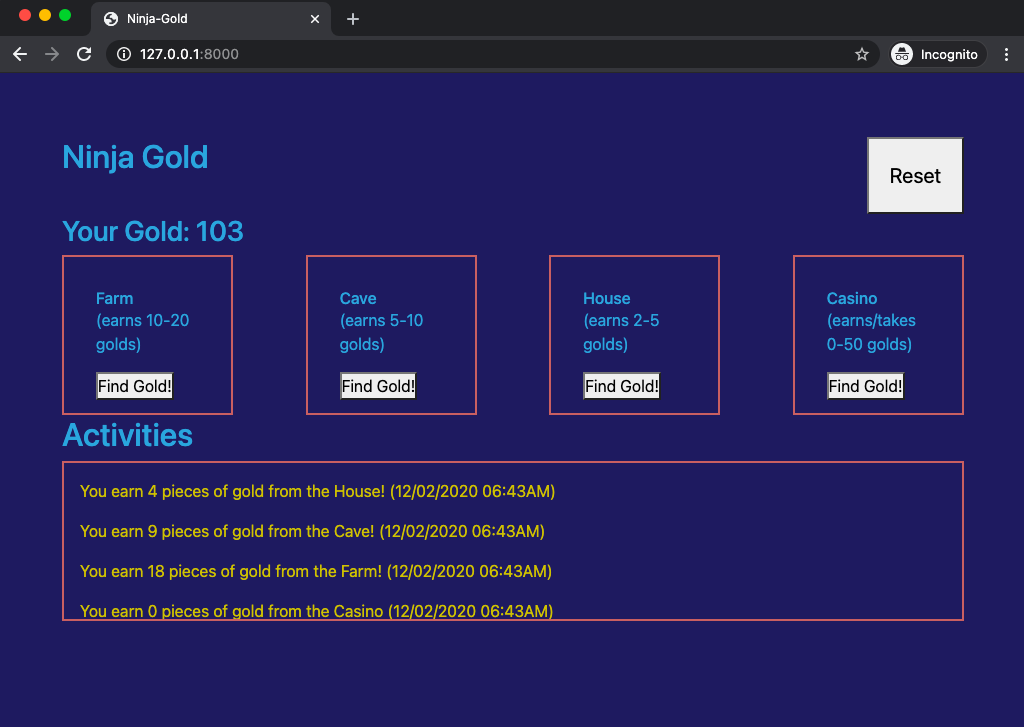 Ninja-Gold
127.0.0.1:8000
Incognito
Ninja Gold
Reset
Your Gold: 103
Farm
(earns 10-20
golds)
Find Gold!
Cave
(earns 5-10
golds)
Find Gold!
House
(earns 2-5
golds)
Find Gold!
Casino
(earns/takes
0-50 golds)
Find Gold!
Activities
You earn 4 pieces of gold from the House! (12/02/2020 06:43AM)
You earn 9 pieces of gold from the Cave! (12/02/2020 06:43AM)
You earn 18 pieces of gold from the Farm! (12/02/2020 06:43AM)
You earn 0 pieces of gold from the Casino (12/02/2020 06:43AM)